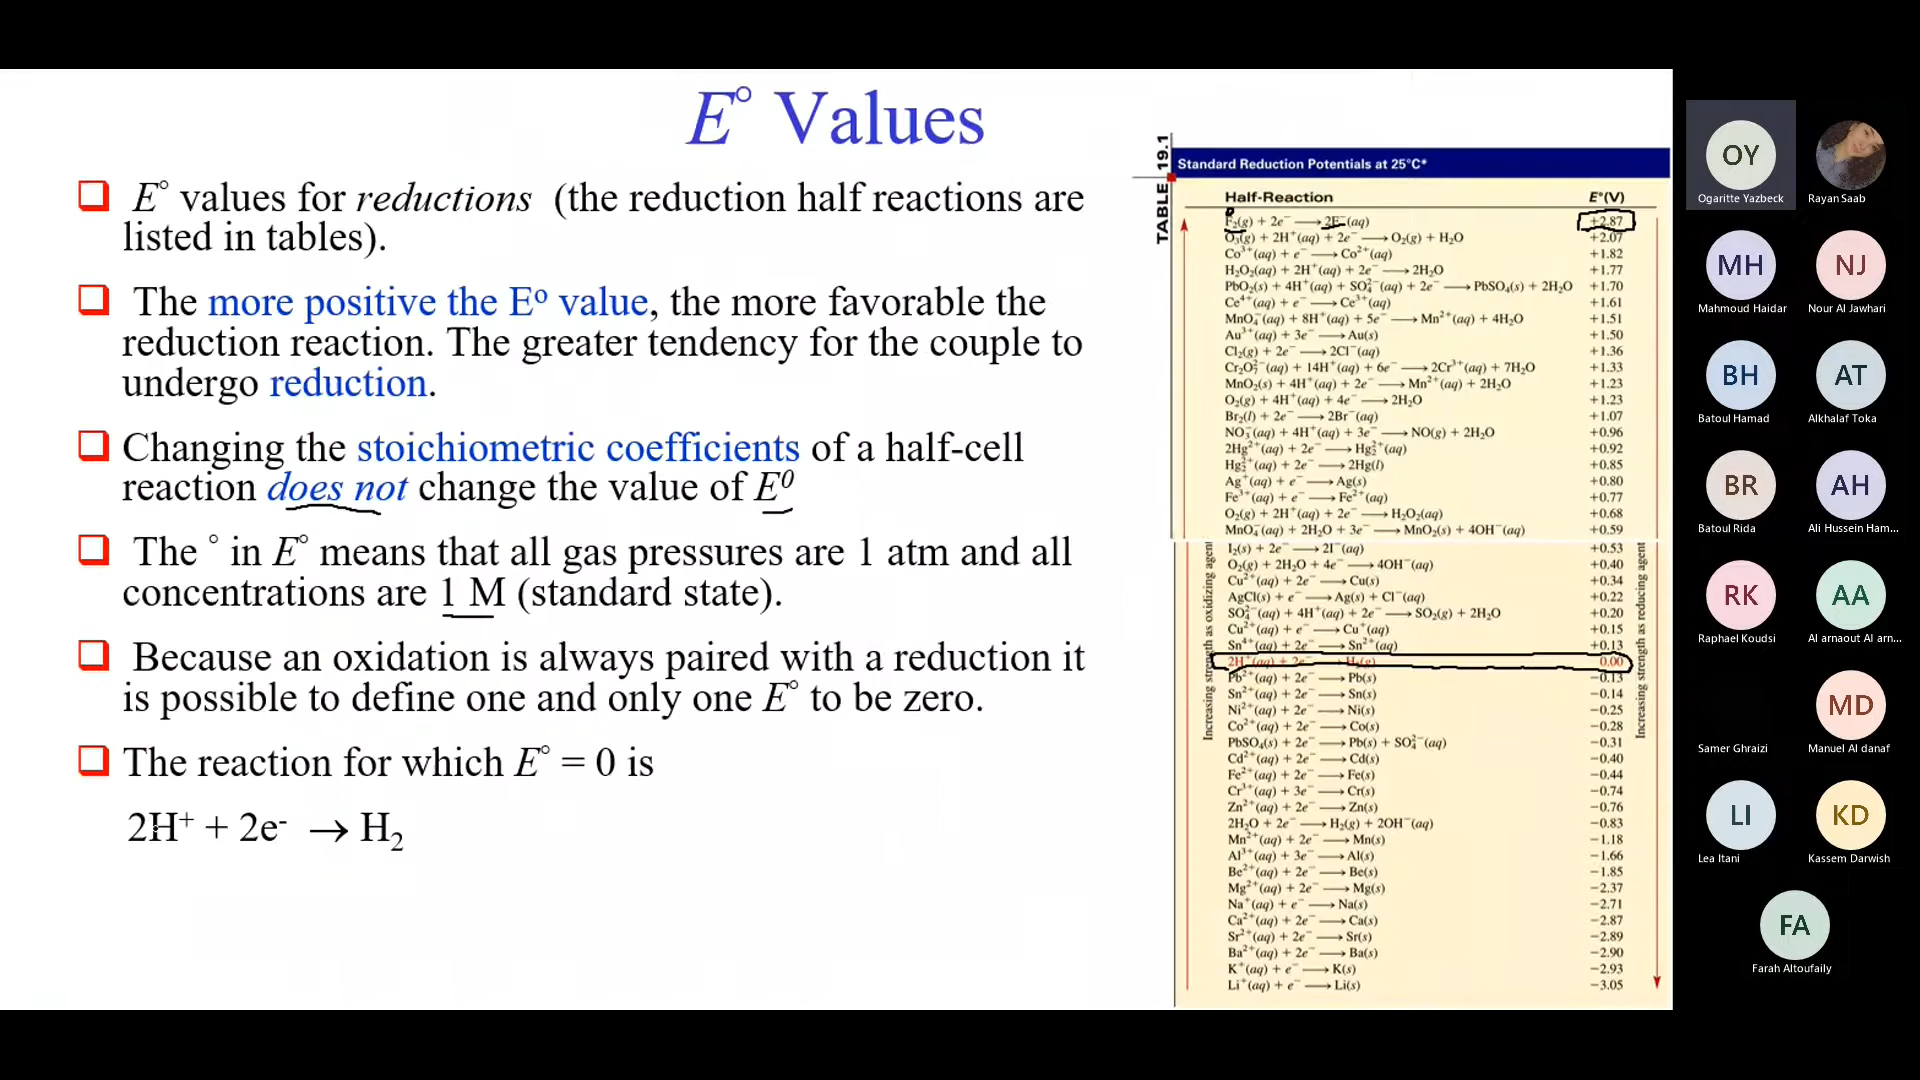 E° Values
E° values for reductions (the reduction half reactions are
listed in tables).
The more positive the Eº value, the more favorable the
reduction reaction. The greater tendency for the couple to
undergo reduction.
Changing the stoichiometric coefficients of a half-cell
reaction does not change the value of E⁰
The ° in E° means that all gas pressures are 1 atm and all
concentrations are 1 M (standard state).
Because an oxidation is always paired with a reduction it
is possible to define one and only one E° to be zero.
The reaction for which E° = 0 is
2H⁺ + 2e⁻ → H₂
TABLE 19.1
Standard Reduction Potentials at 25°C*
Half-Reaction E°(V)
F₂(g) + 2e⁻ → 2F⁻(aq) +2.87
O₃(g) + 2H⁺(aq) + 2e⁻ → O₂(g) + H₂O +2.07
Co³⁺(aq) + e⁻ → Co²⁺(aq) +1.82
H₂O₂(aq) + 2H⁺(aq) + 2e⁻ → 2H₂O +1.77
PbO₂(s) + 4H⁺(aq) + SO₄²⁻(aq) + 2e⁻ → PbSO₄(s) + 2H₂O +1.70
Ce⁴⁺(aq) + e⁻ → Ce³⁺(aq) +1.61
MnO₄⁻(aq) + 8H⁺(aq) + 5e⁻ → Mn²⁺(aq) + 4H₂O +1.51
Au³⁺(aq) + 3e⁻ → Au(s) +1.50
Cl₂(g) + 2e⁻ → 2Cl⁻(aq) +1.36
Cr₂O₇²⁻(aq) + 14H⁺(aq) + 6e⁻ → 2Cr³⁺(aq) + 7H₂O +1.33
MnO₂(s) + 4H⁺(aq) + 2e⁻ → Mn²⁺(aq) + 2H₂O +1.23
O₂(g) + 4H⁺(aq) + 4e⁻ → 2H₂O +1.23
Br₂(l) + 2e⁻ → 2Br⁻(aq) +1.07
NO₃⁻(aq) + 4H⁺(aq) + 3e⁻ → NO(g) + 2H₂O +0.96
2Hg²⁺(aq) + 2e⁻ → Hg₂²⁺(aq) +0.92
Hg₂²⁺(aq) + 2e⁻ → 2Hg(l) +0.85
Ag⁺(aq) + e⁻ → Ag(s) +0.80
Fe³⁺(aq) + e⁻ → Fe²⁺(aq) +0.77
O₂(g) + 2H⁺(aq) + 2e⁻ → H₂O₂(aq) +0.68
MnO₄⁻(aq) + 2H₂O + 3e⁻ → MnO₂(s) + 4OH⁻(aq) +0.59
I₂(s) + 2e⁻ → 2I⁻(aq) +0.53
O₂(g) + 2H₂O + 4e⁻ → 4OH⁻(aq) +0.40
Cu²⁺(aq) + 2e⁻ → Cu(s) +0.34
AgCl(s) + e⁻ → Ag(s) + Cl⁻(aq) +0.22
SO₄²⁻(aq) + 4H⁺(aq) + 2e⁻ → SO₂(g) + 2H₂O +0.20
Cu²⁺(aq) + e⁻ → Cu⁺(aq) +0.15
Sn⁴⁺(aq) + 2e⁻ → Sn²⁺(aq) +0.13
2H⁺(aq) + 2e⁻ → H₂(g) 0.00
Pb²⁺(aq) + 2e⁻ → Pb(s) −0.13
Sn²⁺(aq) + 2e⁻ → Sn(s) −0.14
Ni²⁺(aq) + 2e⁻ → Ni(s) −0.25
Co²⁺(aq) + 2e⁻ → Co(s) −0.28
PbSO₄(s) + 2e⁻ → Pb(s) + SO₄²⁻(aq) −0.31
Cd²⁺(aq) + 2e⁻ → Cd(s) −0.40
Fe²⁺(aq) + 2e⁻ → Fe(s) −0.44
Cr³⁺(aq) + 3e⁻ → Cr(s) −0.74
Zn²⁺(aq) + 2e⁻ → Zn(s) −0.76
2H₂O + 2e⁻ → H₂(g) + 2OH⁻(aq) −0.83
Mn²⁺(aq) + 2e⁻ → Mn(s) −1.18
Al³⁺(aq) + 3e⁻ → Al(s) −1.66
Be²⁺(aq) + 2e⁻ → Be(s) −1.85
Mg²⁺(aq) + 2e⁻ → Mg(s) −2.37
Na⁺(aq) + e⁻ → Na(s) −2.71
Ca²⁺(aq) + 2e⁻ → Ca(s) −2.87
Sr²⁺(aq) + 2e⁻ → Sr(s) −2.89
Ba²⁺(aq) + 2e⁻ → Ba(s) −2.90
K⁺(aq) + e⁻ → K(s) −2.93
Li⁺(aq) + e⁻ → Li(s) −3.05
Increasing strength as oxidizing agent
Increasing strength as reducing agent
OY
Ogaritte Yazbeck Rayan Saab
MH NJ
Mahmoud Haidar Nour Al Jawhari
BH AT
Batoul Hamad Alkhalaf Toka
BR AH
Batoul Rida Ali Hussein Ham...
RK AA
Raphael Koudsi Al arnaout Al arn...
MD
Samer Ghraizi Manuel Al danaf
LI KD
Lea Itani Kassem Darwish
FA
Farah Altoufaily